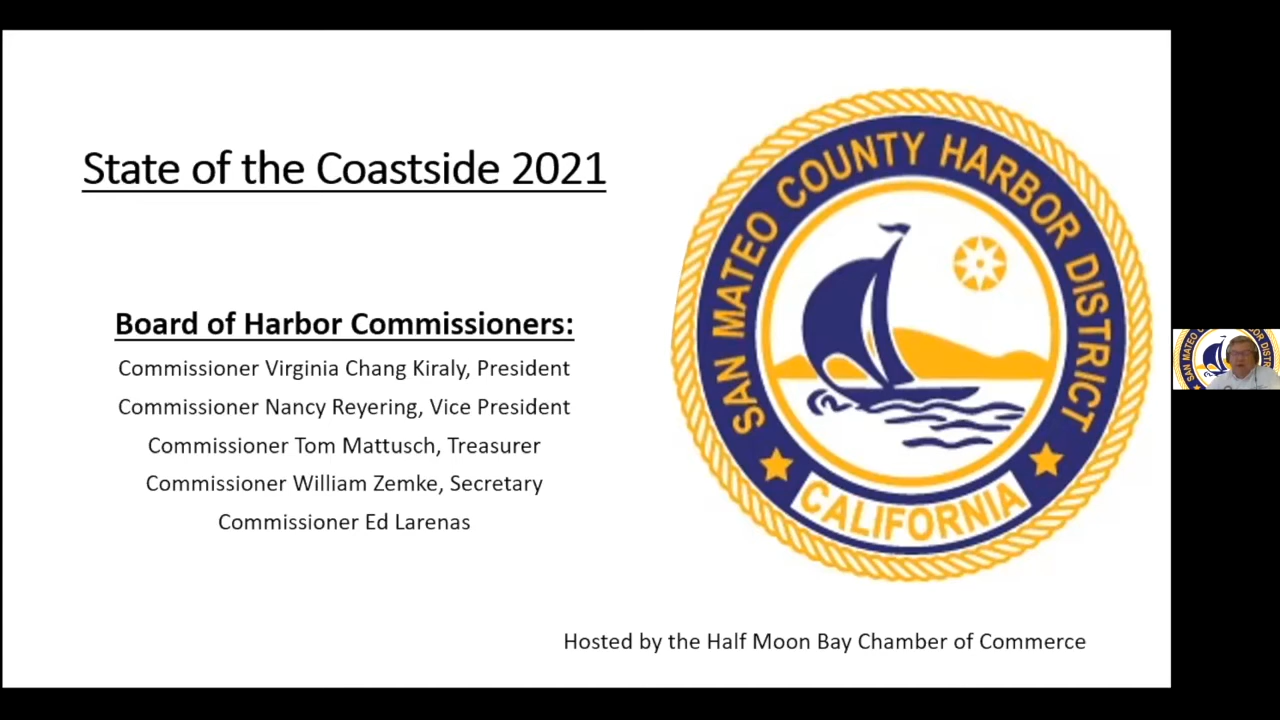 State of the Coastside 2021
Board of Harbor Commissioners:
Commissioner Virginia Chang Kiraly, President
Commissioner Nancy Reyering, Vice President
Commissioner Tom Mattusch, Treasurer
Commissioner William Zemke, Secretary
Commissioner Ed Larenas
SAN MATEO COUNTY HARBOR DISTRICT
CALIFORNIA
Hosted by the Half Moon Bay Chamber of Commerce
SAN MATEO